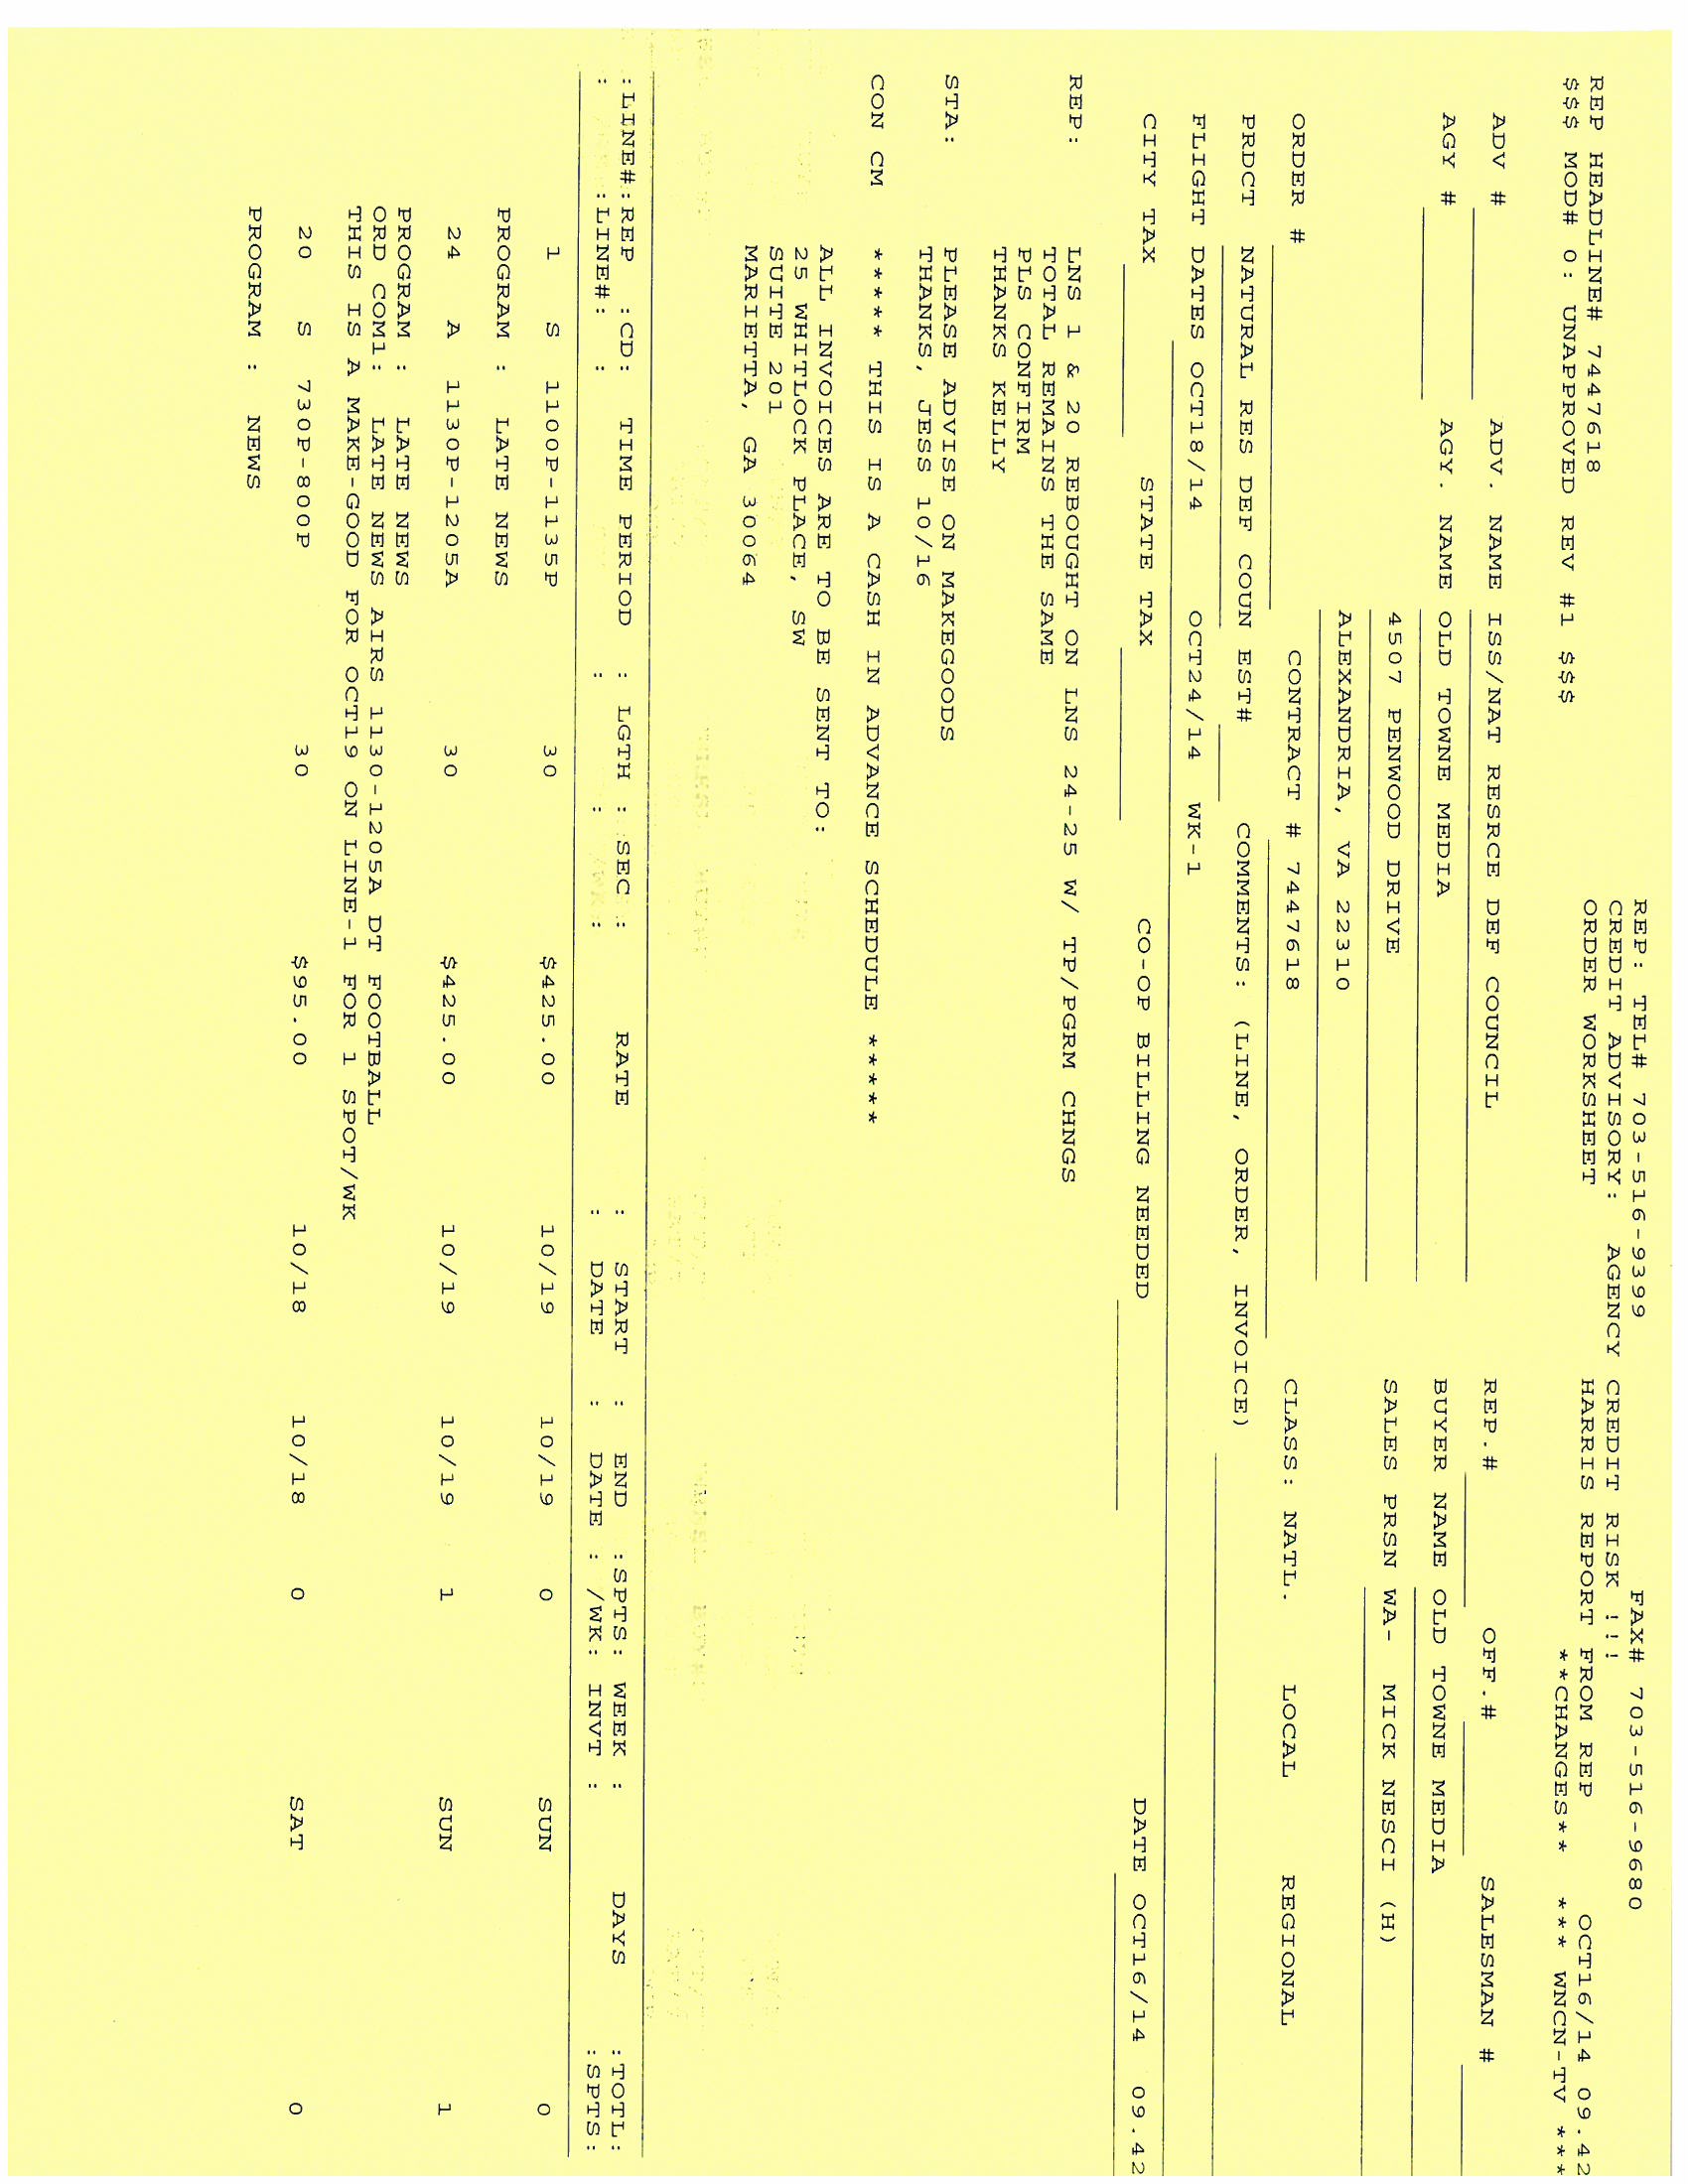 REP: TEL# 703-516-9399 FAX# 703-516-9680
CREDIT ADVISORY: AGENCY CREDIT RISK !!!
REP HEADLINE# 7447618 ORDER WORKSHEET HARRIS REPORT FROM REP OCT16/14 09.42
$$$ MOD# 0: UNAPPROVED REV #1 $$$ **CHANGES** *** WNCN-TV ***
ADV # ADV. NAME ISS/NAT RESRCE DEF COUNCIL REP.# OFF.# SALESMAN #
AGY # AGY. NAME OLD TOWNE MEDIA BUYER NAME OLD TOWNE MEDIA
4507 PENWOOD DRIVE SALES PRSN WA- MICK NESCI (H)
ALEXANDRIA, VA 22310
ORDER # CONTRACT # 7447618 CLASS: NATL. LOCAL REGIONAL
PRDCT NATURAL RES DEF COUN EST# COMMENTS: (LINE, ORDER, INVOICE)
FLIGHT DATES OCT18/14 OCT24/14 WK-1
CITY TAX STATE TAX CO-OP BILLING NEEDED DATE OCT16/14 09.42
REP: LNS 1 & 20 REBOUGHT ON LNS 24-25 W/ TP/PGRM CHNGS
TOTAL REMAINS THE SAME
PLS CONFIRM
THANKS KELLY
STA: PLEASE ADVISE ON MAKEGOODS
THANKS, JESS 10/16
CON CM ***** THIS IS A CASH IN ADVANCE SCHEDULE *****
ALL INVOICES ARE TO BE SENT TO:
25 WHITLOCK PLACE, SW
SUITE 201
MARIETTA, GA 30064
:LINE#:REP :CD: TIME PERIOD : LGTH : SEC : RATE : START : END :SPTS: WEEK : DAYS :TOTL:
: :LINE#: : : : : : DATE : DATE : /WK: INVT : :SPTS:
1 S 1100P-1135P 30 $425.00 10/19 10/19 0 SUN 0
PROGRAM : LATE NEWS
24 A 1130P-1205A 30 $425.00 10/19 10/19 1 SUN 1
PROGRAM : LATE NEWS
ORD COM1: LATE NEWS AIRS 1130-1205A DT FOOTBALL
THIS IS A MAKE-GOOD FOR OCT19 ON LINE-1 FOR 1 SPOT/WK
20 S 730P-800P 30 $95.00 10/18 10/18 0 SAT 0
PROGRAM : NEWS